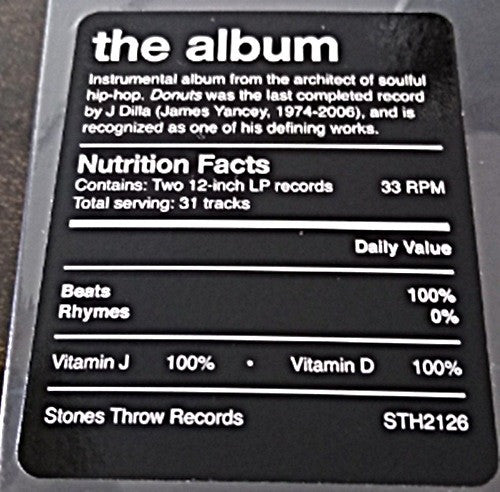 the album
Instrumental album from the architect of soulful
hip-hop. Donuts was the last completed record
by J Dilla (James Yancey, 1974-2006), and is
recognized as one of his defining works.
Nutrition Facts
Contains: Two 12-inch LP records 33 RPM
Total serving: 31 tracks
Daily Value
Beats 100%
Rhymes 0%
Vitamin J 100% • Vitamin D 100%
Stones Throw Records STH2126